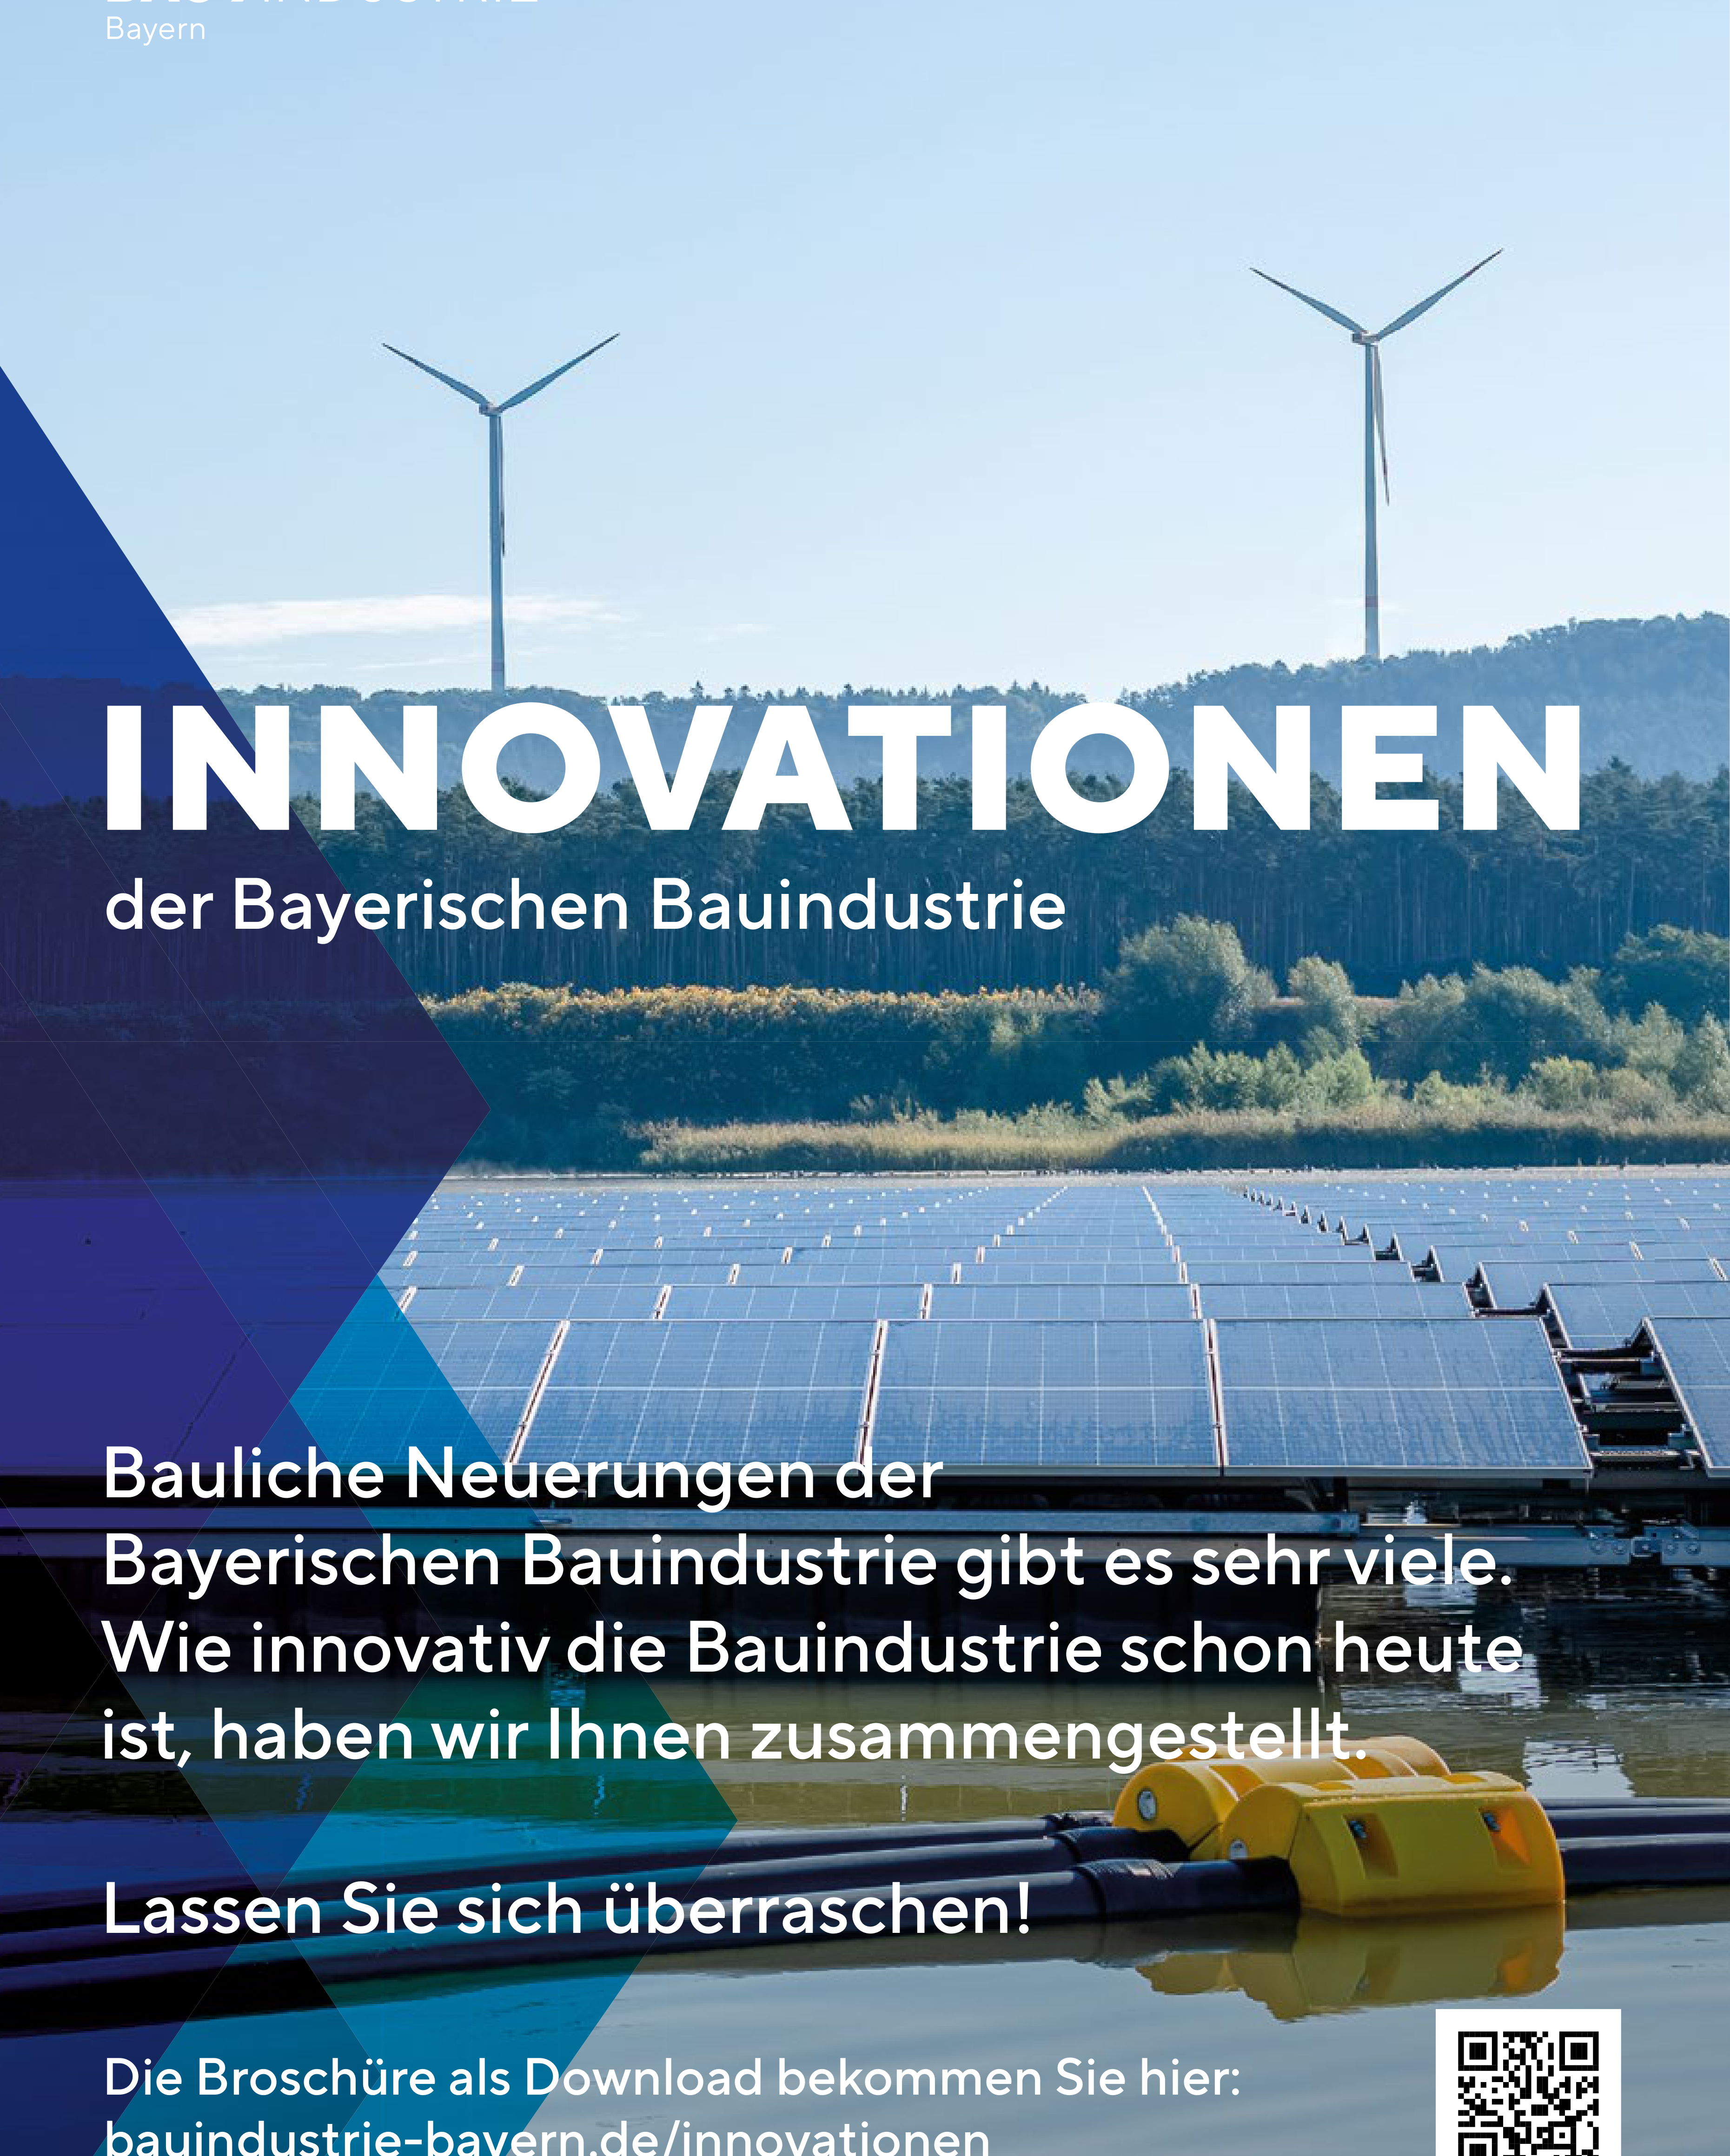 Bayern
INNOVATIONEN
der Bayerischen Bauindustrie
Bauliche Neuerungen der
Bayerischen Bauindustrie gibt es sehr viele.
Wie innovativ die Bauindustrie schon heute
ist, haben wir Ihnen zusammengestellt.
Lassen Sie sich überraschen!
Die Broschüre als Download bekommen Sie hier:
bauindustrie-bayern.de/innovationen